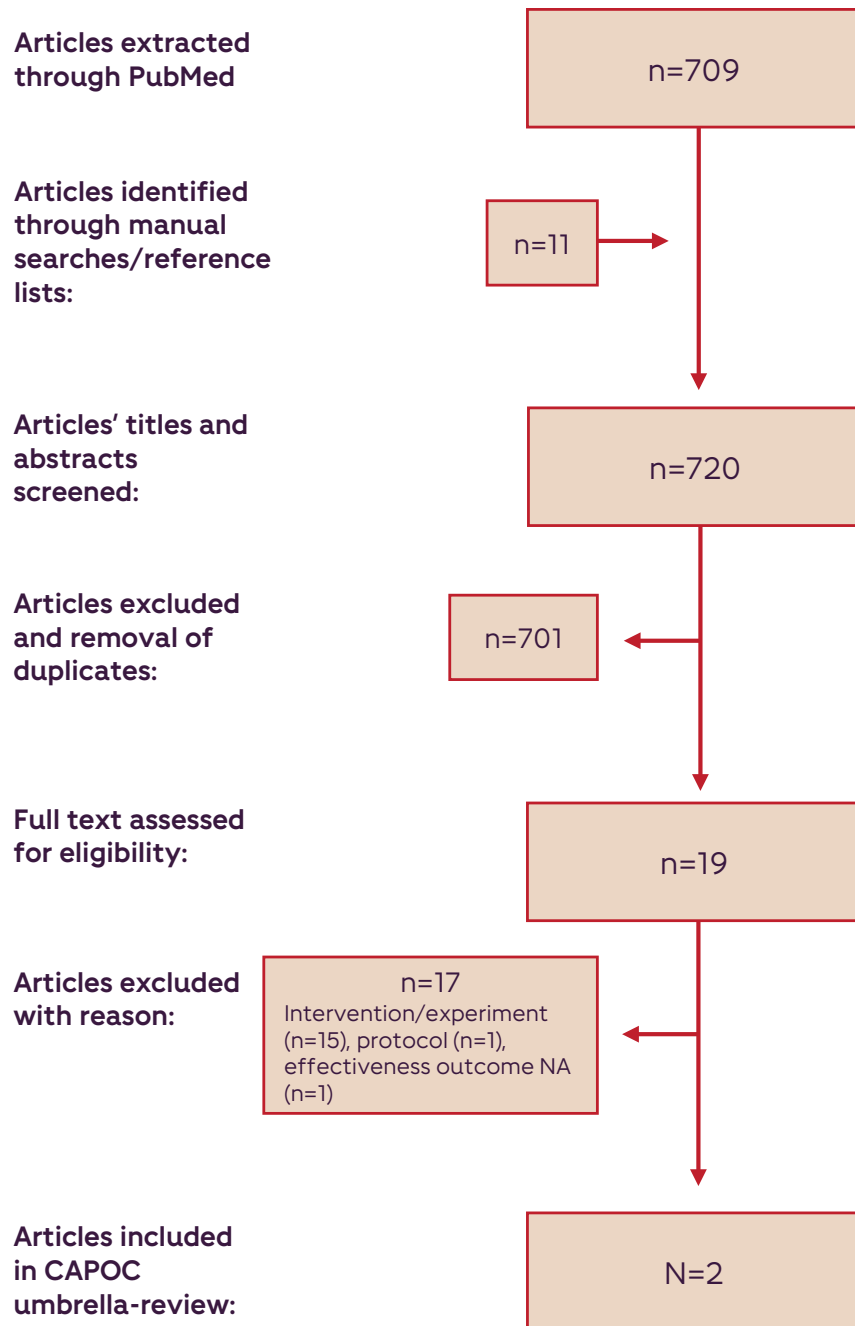 Articles extracted
through PubMed
n=709
Articles identified
through manual
searches/reference
lists:
n=11
Articles’ titles and
abstracts
screened:
n=720
Articles excluded
and removal of
duplicates:
n=701
Full text assessed
for eligibility:
n=19
Articles excluded
with reason:
n=17
Intervention/experiment
(n=15), protocol (n=1),
effectiveness outcome NA
(n=1)
Articles included
in CAPOC
umbrella-review:
N=2